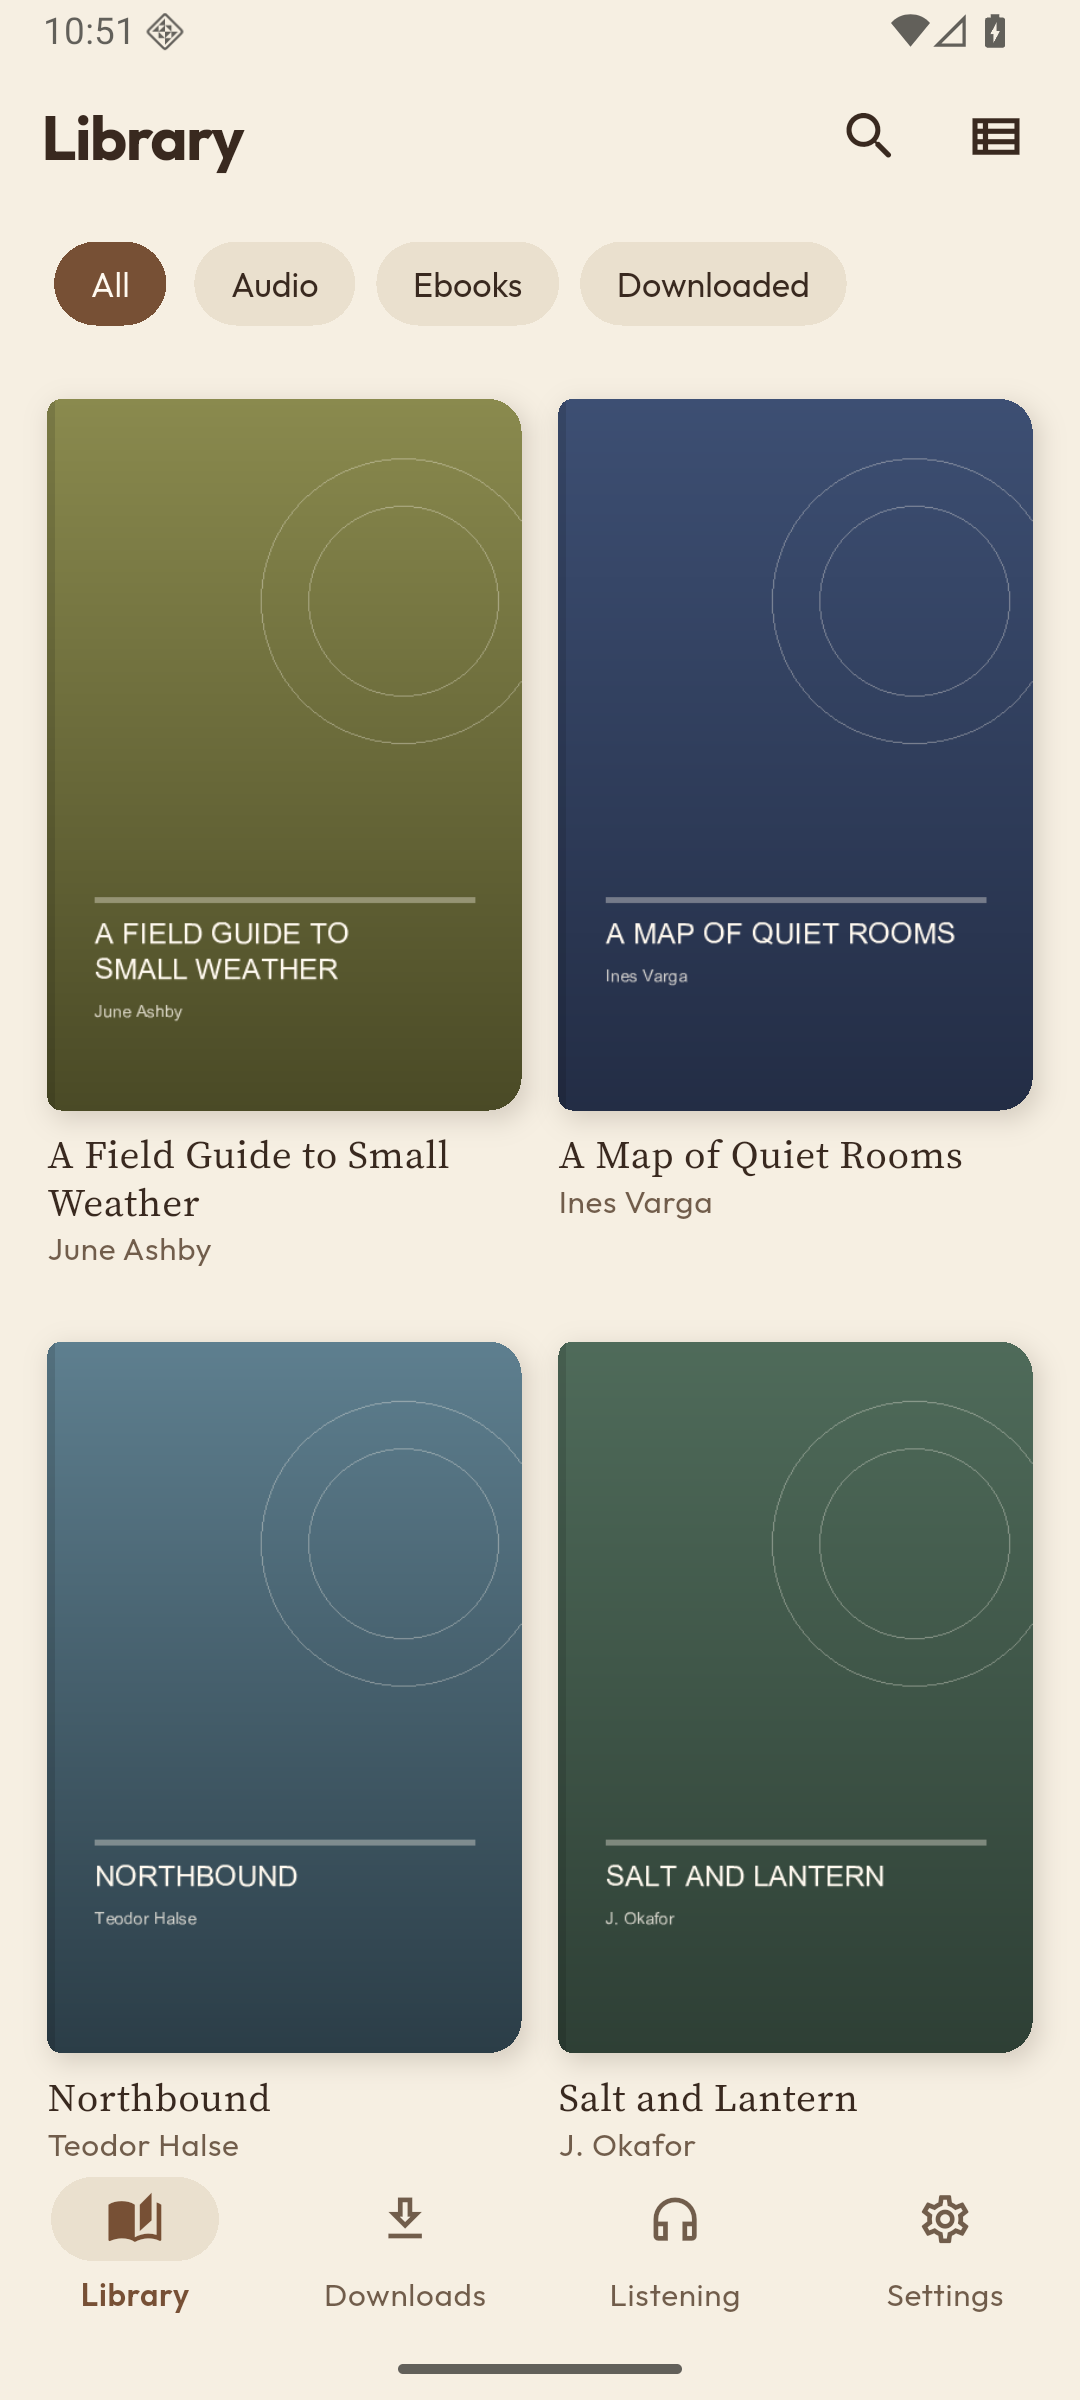 10:51
Library
All
Audio
Ebooks
Downloaded
A FIELD GUIDE TO
SMALL WEATHER
June Ashby
A MAP OF QUIET ROOMS
Ines Varga
A Field Guide to Small
Weather
June Ashby
A Map of Quiet Rooms
Ines Varga
NORTHBOUND
Teodor Halse
SALT AND LANTERN
J. Okafor
Northbound
Teodor Halse
Salt and Lantern
J. Okafor
Library
Downloads
Listening
Settings